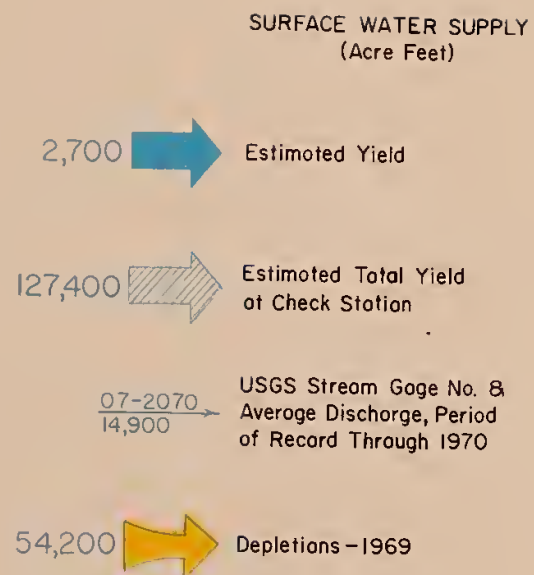 SURFACE WATER SUPPLY
(Acre Feet)
2,700 Estimated Yield
127,400 Estimated Total Yield
at Check Station
07-2070
14,900
USGS Stream Gage No. &
Average Discharge, Period
of Record Through 1970
54,200 Depletions-1969